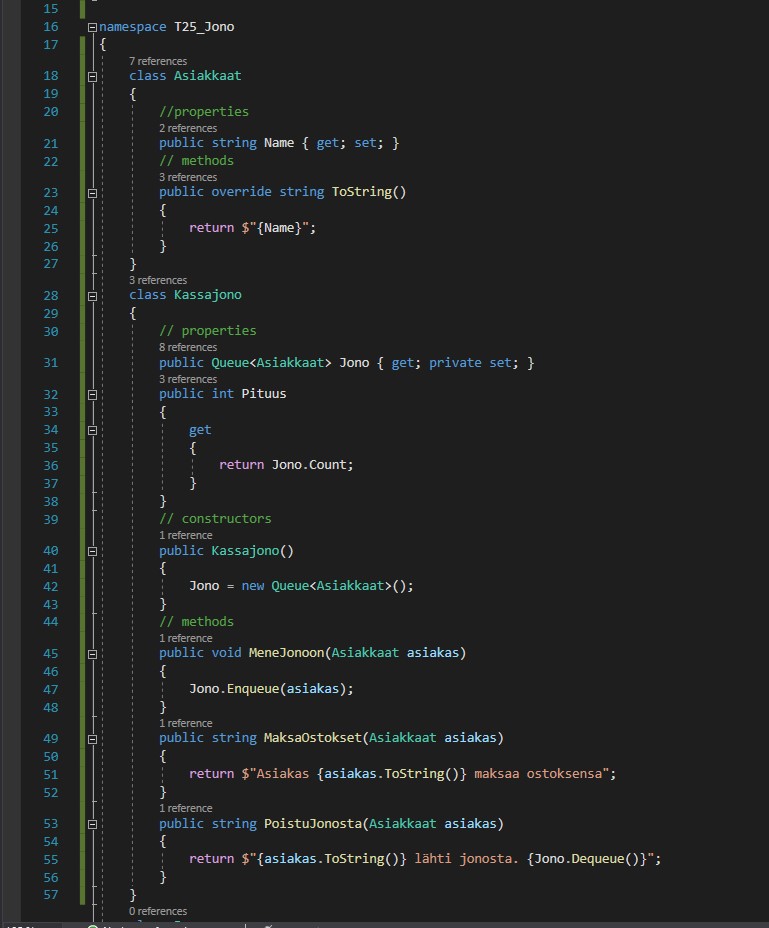 15
16 namespace T25_Jono
17 {
7 references
18 class Asiakkaat
19 {
20 //properties
2 references
21 public string Name { get; set; }
22 // methods
3 references
23 public override string ToString()
24 {
25 return $"{Name}";
26 }
27 }
3 references
28 class Kassajono
29 {
30 // properties
8 references
31 public Queue<Asiakkaat> Jono { get; private set; }
3 references
32 public int Pituus
33 {
34 get
35 {
36 return Jono.Count;
37 }
38 }
39 // constructors
1 reference
40 public Kassajono()
41 {
42 Jono = new Queue<Asiakkaat>();
43 }
44 // methods
1 reference
45 public void MeneJonoon(Asiakkaat asiakas)
46 {
47 Jono.Enqueue(asiakas);
48 }
1 reference
49 public string MaksaOstokset(Asiakkaat asiakas)
50 {
51 return $"Asiakas {asiakas.ToString()} maksaa ostoksensa";
52 }
1 reference
53 public string PoistuJonosta(Asiakkaat asiakas)
54 {
55 return $"{asiakas.ToString()} lähti jonosta. {Jono.Dequeue()}";
56 }
57 }
0 references